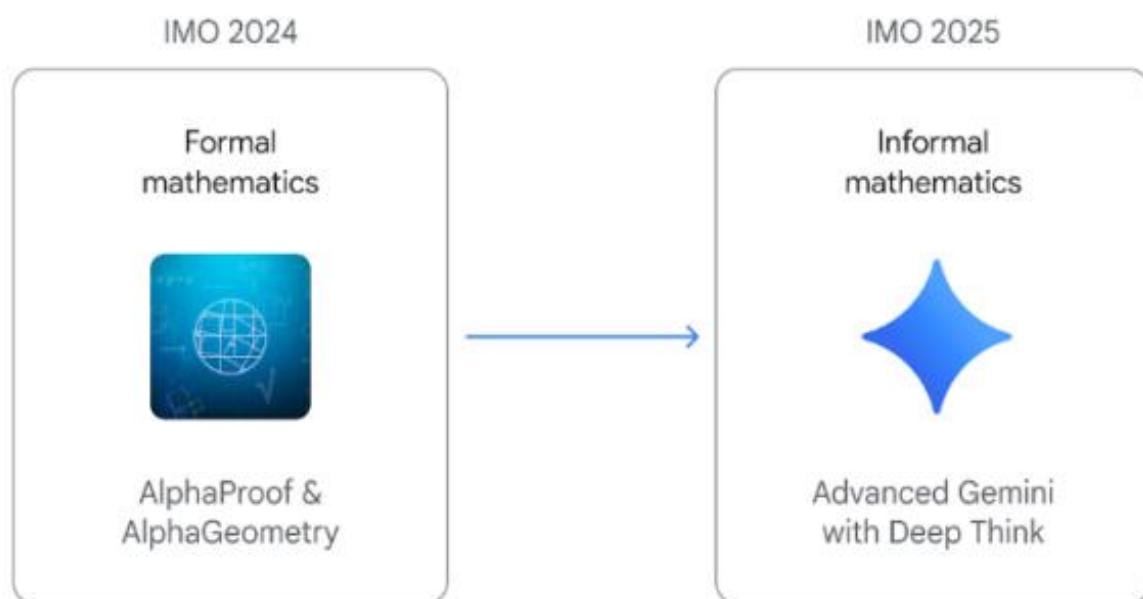 IMO 2024
IMO 2025
Formal
mathematics
Informal
mathematics
AlphaProof &
AlphaGeometry
Advanced Gemini
with Deep Think